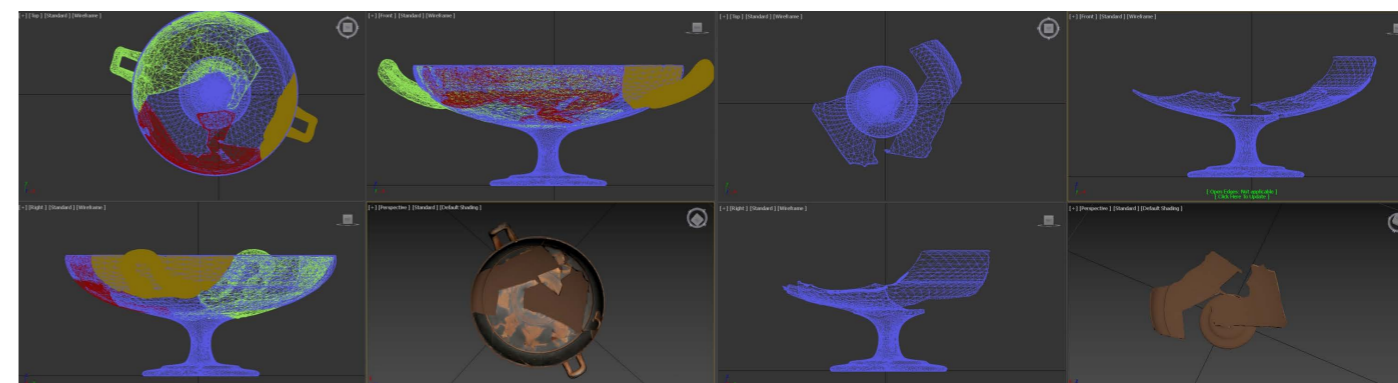 [+] [Top] [Standard] [Wireframe]
[+] [Front] [Standard] [Wireframe]
[+] [Top] [Standard] [Wireframe]
[+] [Front] [Standard] [Wireframe]
[ Open Edges: Not applicable ]
[ Click Here To Update ]
[+] [Right] [Standard] [Wireframe]
[+] [Perspective] [Standard] [Default Shading]
[+] [Right] [Standard] [Wireframe]
[+] [Perspective] [Standard] [Default Shading]